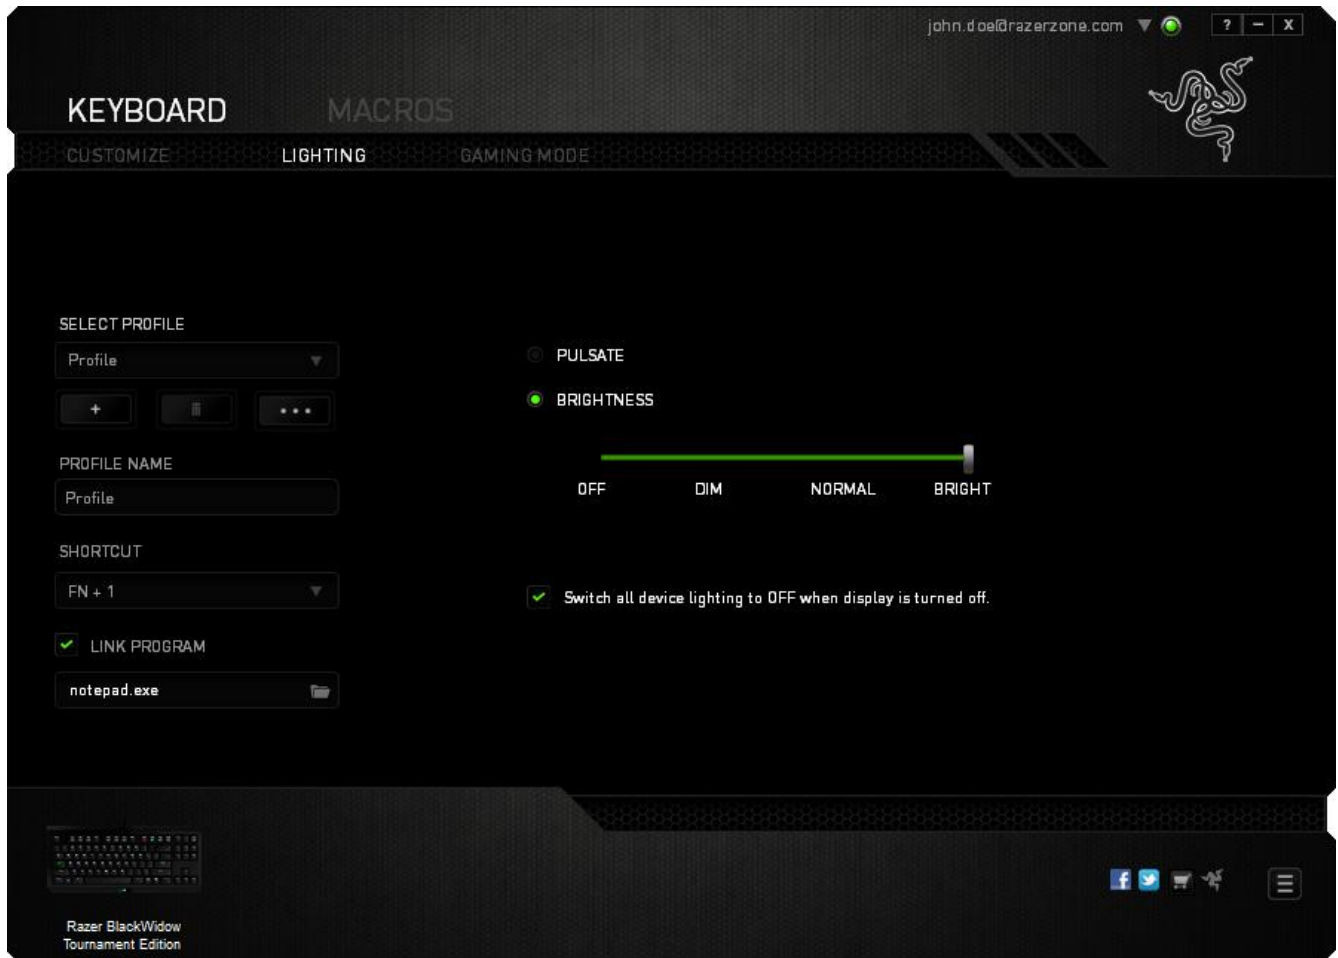 john.doe@razerzone.com
? − X
KEYBOARD MACROS
CUSTOMIZE LIGHTING GAMING MODE
SELECT PROFILE
Profile
+ •••
PROFILE NAME
Profile
SHORTCUT
FN + 1
LINK PROGRAM
notepad.exe
PULSATE
BRIGHTNESS
OFF DIM NORMAL BRIGHT
Switch all device lighting to OFF when display is turned off.
Razer BlackWidow
Tournament Edition